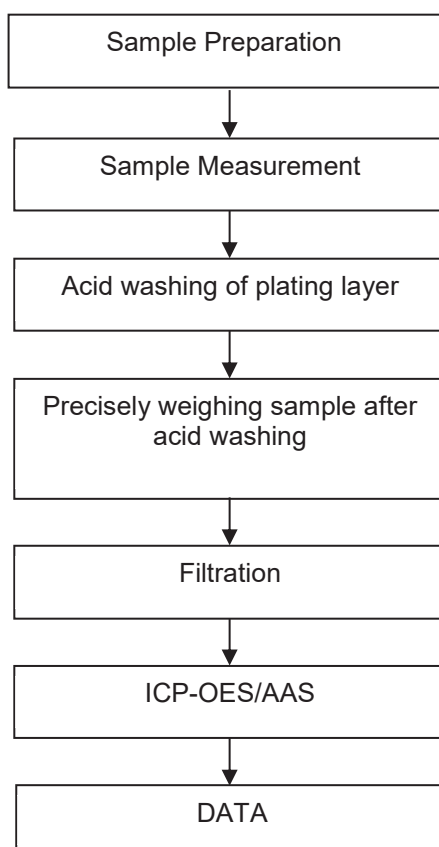 Sample Preparation
Sample Measurement
Acid washing of plating layer
Precisely weighing sample after
acid washing
Filtration
ICP-OES/AAS
DATA